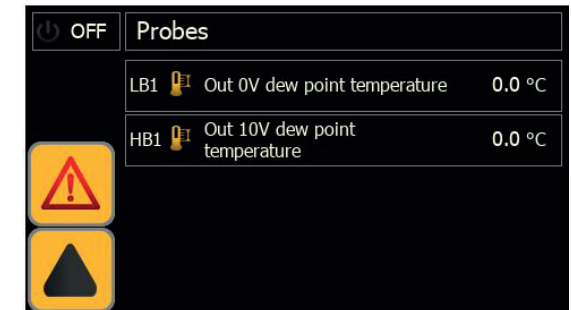 OFF Probes
LB1 Out 0V dew point temperature 0.0 °C
HB1 Out 10V dew point
temperature 0.0 °C